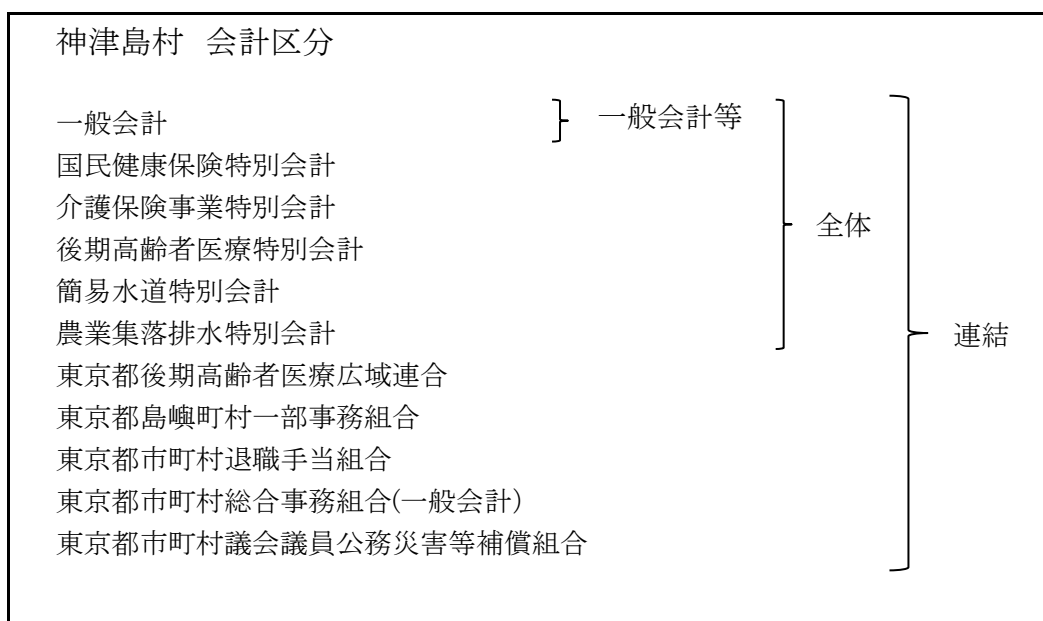 神津島村 会計区分
一般会計 一般会計等
国民健康保険特別会計
介護保険事業特別会計
全体
後期高齢者医療特別会計
簡易水道特別会計
農業集落排水特別会計
連結
東京都後期高齢者医療広域連合
東京都島嶼町村一部事務組合
東京都市町村退職手当組合
東京都市町村総合事務組合(一般会計)
東京都市町村議会議員公務災害等補償組合